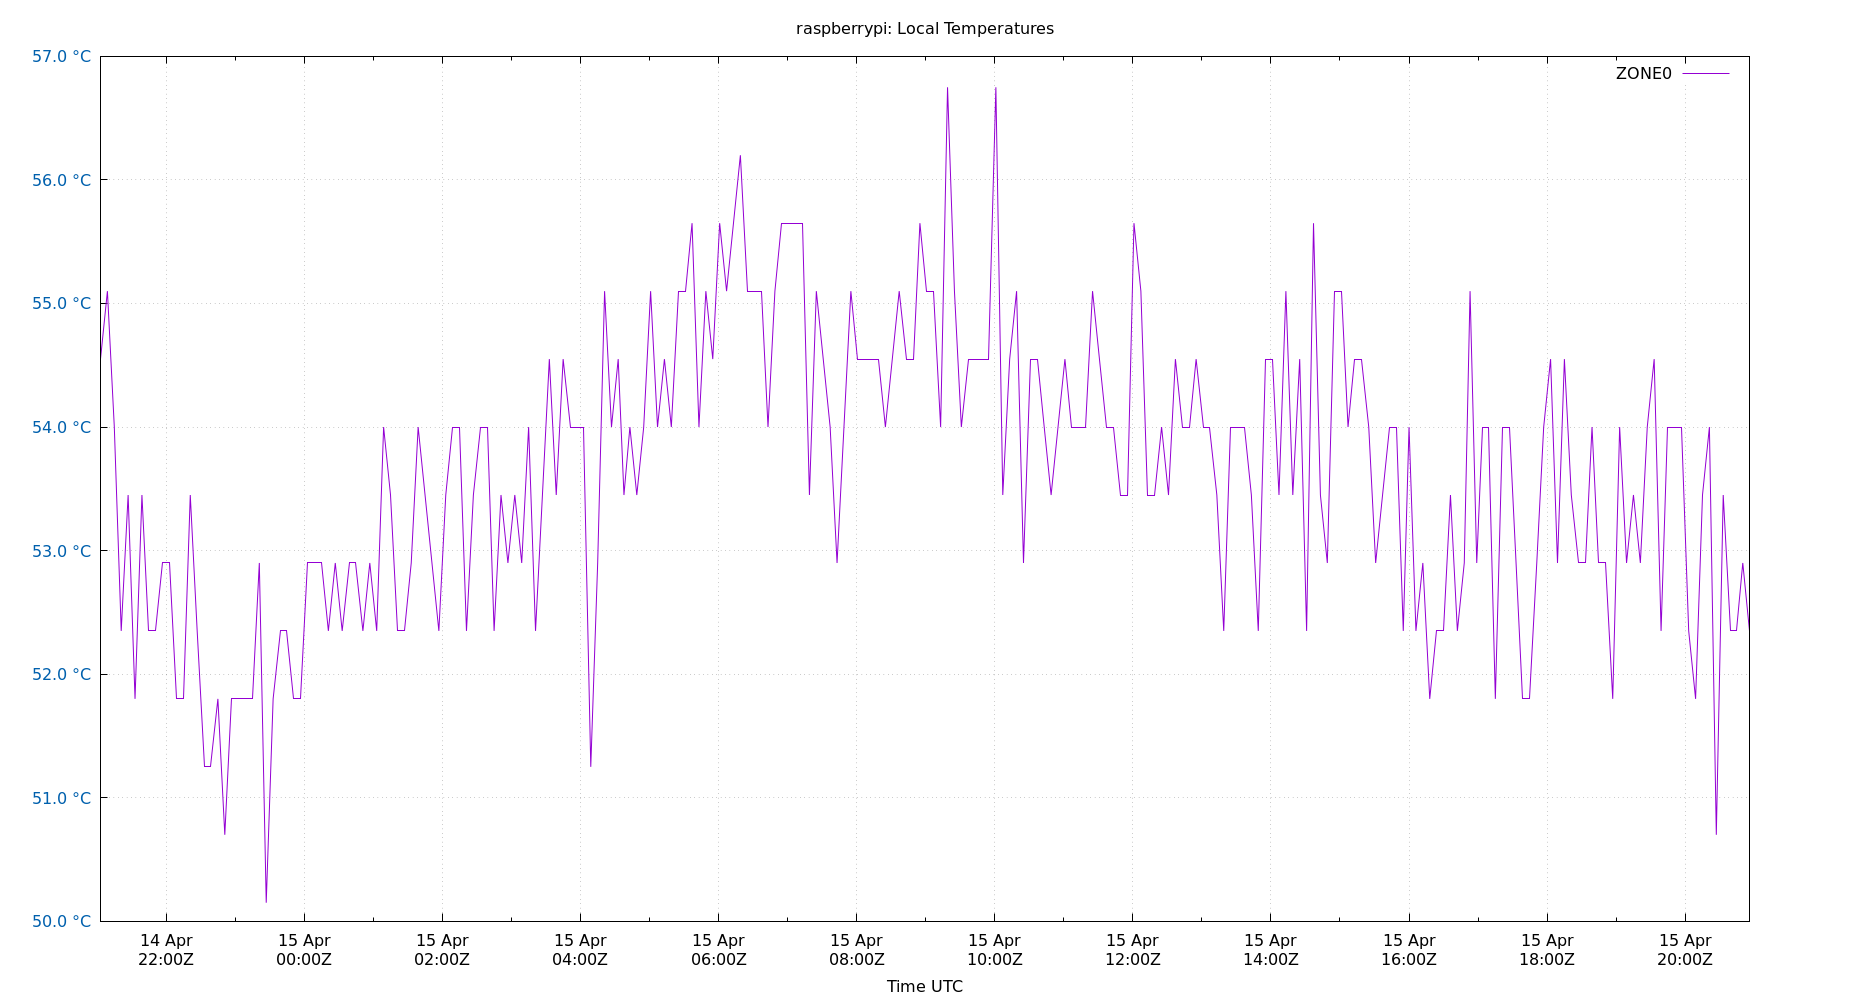 raspberrypi: Local Temperatures
57.0 °C
ZONE0
56.0 °C
55.0 °C
54.0 °C
53.0 °C
52.0 °C
51.0 °C
50.0 °C
14 Apr 15 Apr 15 Apr 15 Apr 15 Apr 15 Apr 15 Apr 15 Apr 15 Apr 15 Apr 15 Apr 15 Apr
22:00Z 00:00Z 02:00Z 04:00Z 06:00Z 08:00Z 10:00Z 12:00Z 14:00Z 16:00Z 18:00Z 20:00Z
Time UTC